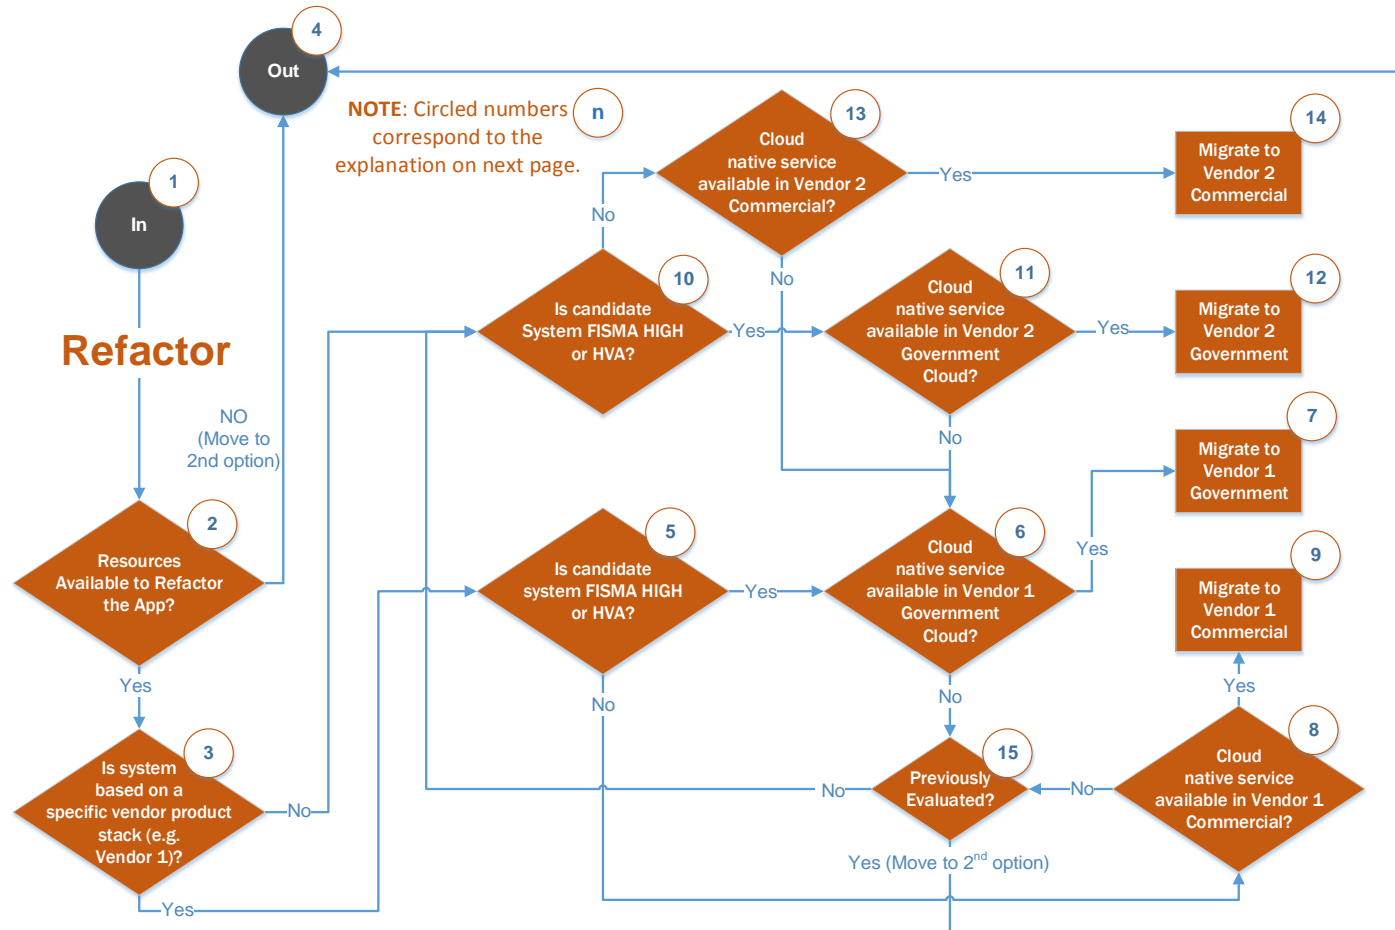 4
Out
NOTE: Circled numbers
correspond to the
explanation on next page.
n
1
In
Refactor
NO
(Move to
2nd option)
2
Resources
Available to Refactor
the App?
Yes
3
Is system
based on a
specific vendor product
stack (e.g.
Vendor 1)?
No
Yes
13
Cloud
native service
available in Vendor 2
Commercial?
Yes
No
14
Migrate to
Vendor 2
Commercial
No
10
Is candidate
System FISMA HIGH
or HVA?
Yes
11
Cloud
native service
available in Vendor 2
Government
Cloud?
Yes
No
12
Migrate to
Vendor 2
Government
7
Migrate to
Vendor 1
Government
5
Is candidate
system FISMA HIGH
or HVA?
Yes
No
6
Cloud
native service
available in Vendor 1
Government
Cloud?
Yes
No
9
Migrate to
Vendor 1
Commercial
Yes
8
Cloud
native service
available in Vendor 1
Commercial?
No
15
Previously
Evaluated?
No
Yes (Move to 2nd option)